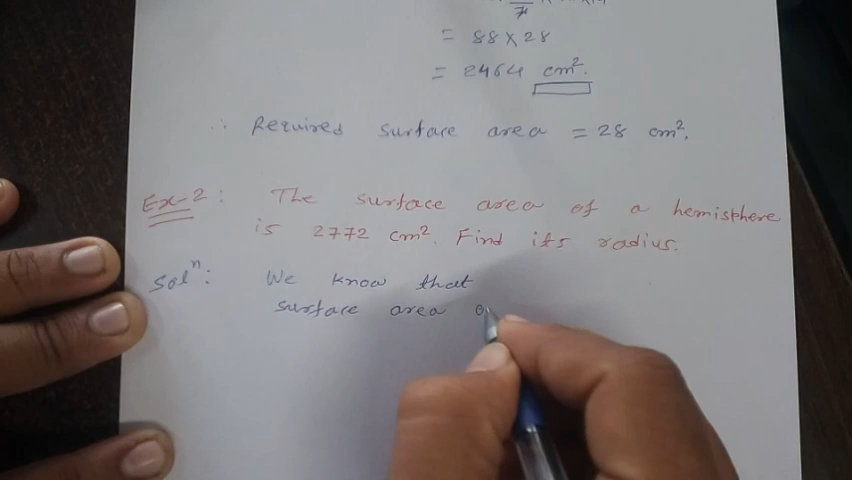 7
= 88 × 28
= 2464 cm².
∴ Required surface area = 28 cm².
Ex-2: The surface area of a hemisphere
is 2772 cm². Find its radius.
Solⁿ: We know that
surface area o